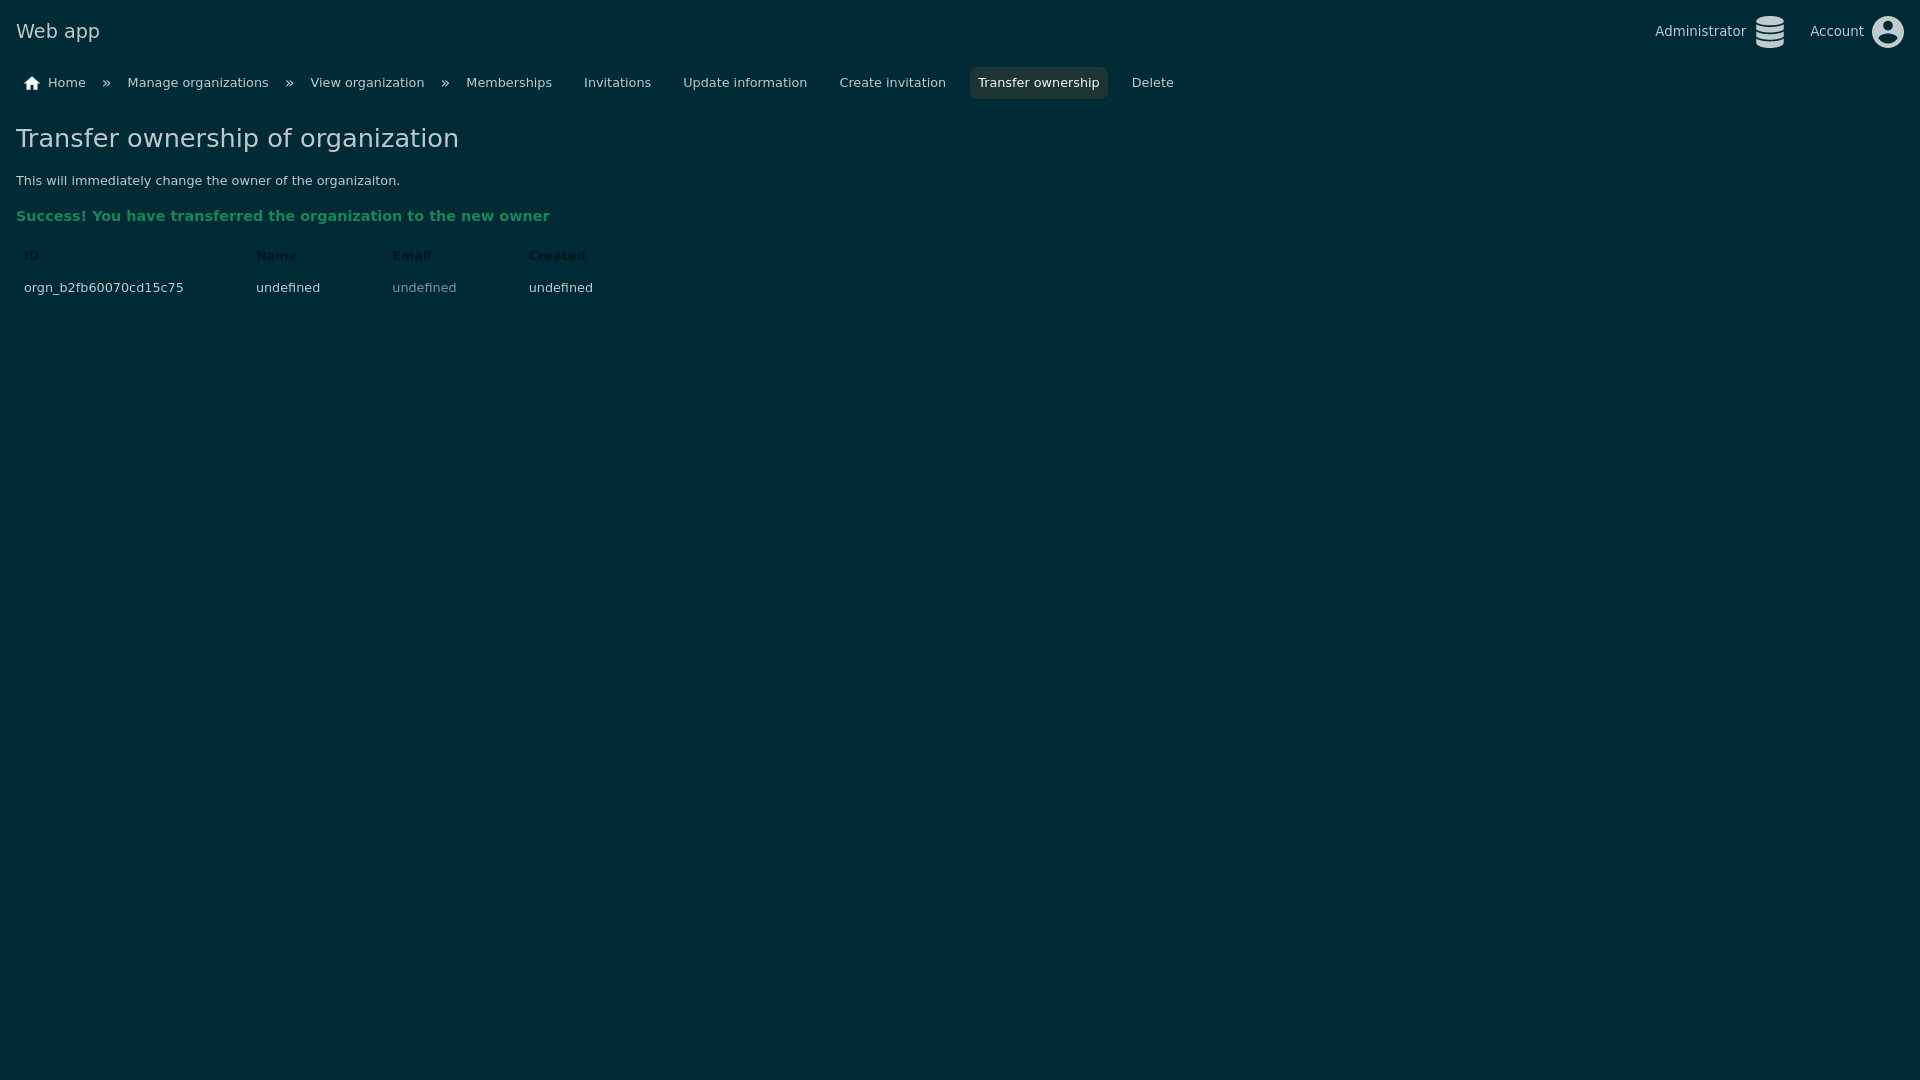 Web app
Administrator
Account
Home » Manage organizations » View organization » Memberships Invitations Update information Create invitation Transfer ownership Delete
Transfer ownership of organization
This will immediately change the owner of the organizaiton.
Success! You have transferred the organization to the new owner
ID Name Email Created
orgn_b2fb60070cd15c75 undefined undefined undefined